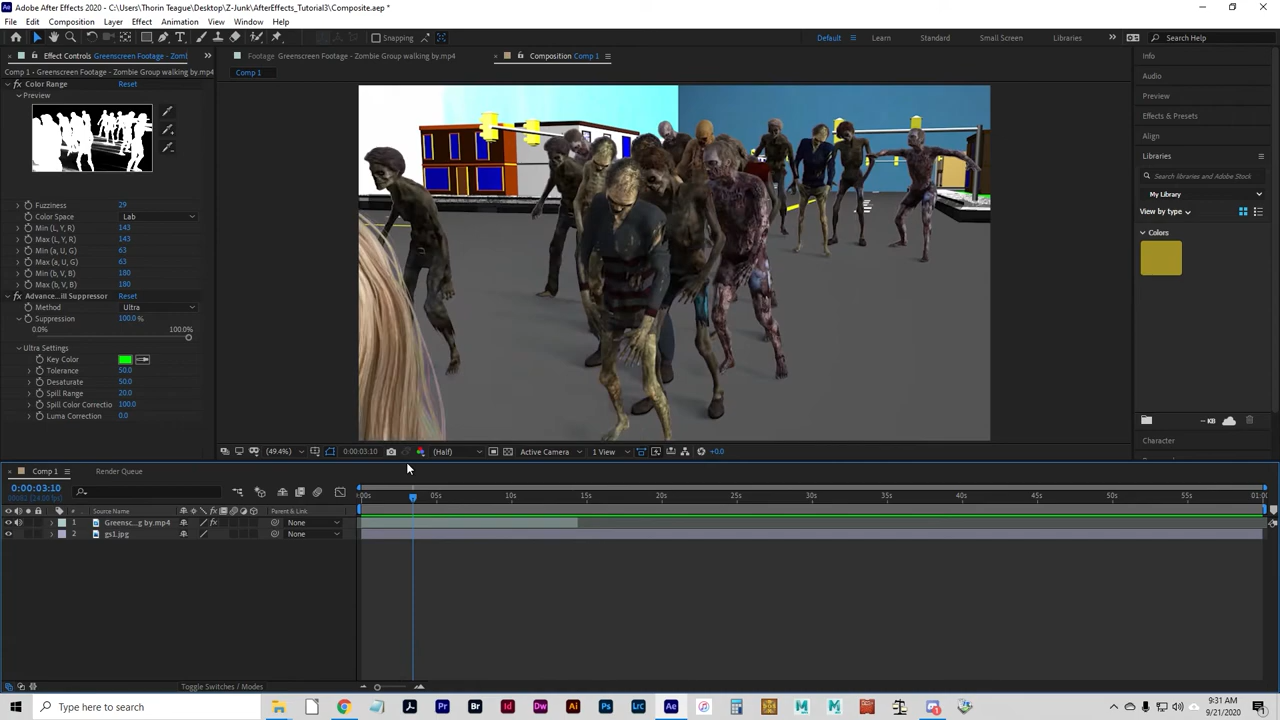 Adobe After Effects 2020 - C:\Users\Thorin Teague\Desktop\Z-Junk\AfterEffects_Tutorial3\Composite.aep *
File Edit Composition Layer Effect Animation View Window Help
Snapping
Default Learn Standard Small Screen Libraries Search Help
Effect Controls Greenscreen Footage - Zoml
Footage Greenscreen Footage - Zombie Group walking by.mp4
Composition Comp 1
Comp 1 • Greenscreen Footage - Zombie Group walking by.mp4
Comp 1
fx Color Range Reset
Preview
Fuzziness 29
Color Space Lab
Min (L, Y, R) 143
Max (L, Y, R) 143
Min (a, U, G) 63
Max (a, U, G) 63
Min (b, V, B) 180
Max (b, V, B) 180
fx Advance...ill Suppressor Reset
Method Ultra
Suppression 100.0 %
0.0% 100.0%
Ultra Settings
Key Color
Tolerance 50.0
Desaturate 50.0
Spill Range 20.0
Spill Color Correctio 100.0
Luma Correction 0.0
Info
Audio
Preview
Effects & Presets
Align
Libraries
Search libraries and Adobe Stock
My Library
View by type
Colors
-- KB
Character
(49.4%) 0:00:03:10 (Half) Active Camera 1 View +0.0
Comp 1 Render Queue
0:00:03:10
:00s 05s 10s 15s 20s 25s 30s 35s 40s 45s 50s 55s 01:00
# Source Name Parent & Link
1 Greensc...g by.mp4 None
2 gs1.jpg None
Toggle Switches / Modes
Type here to search
9:31 AM
9/21/2020